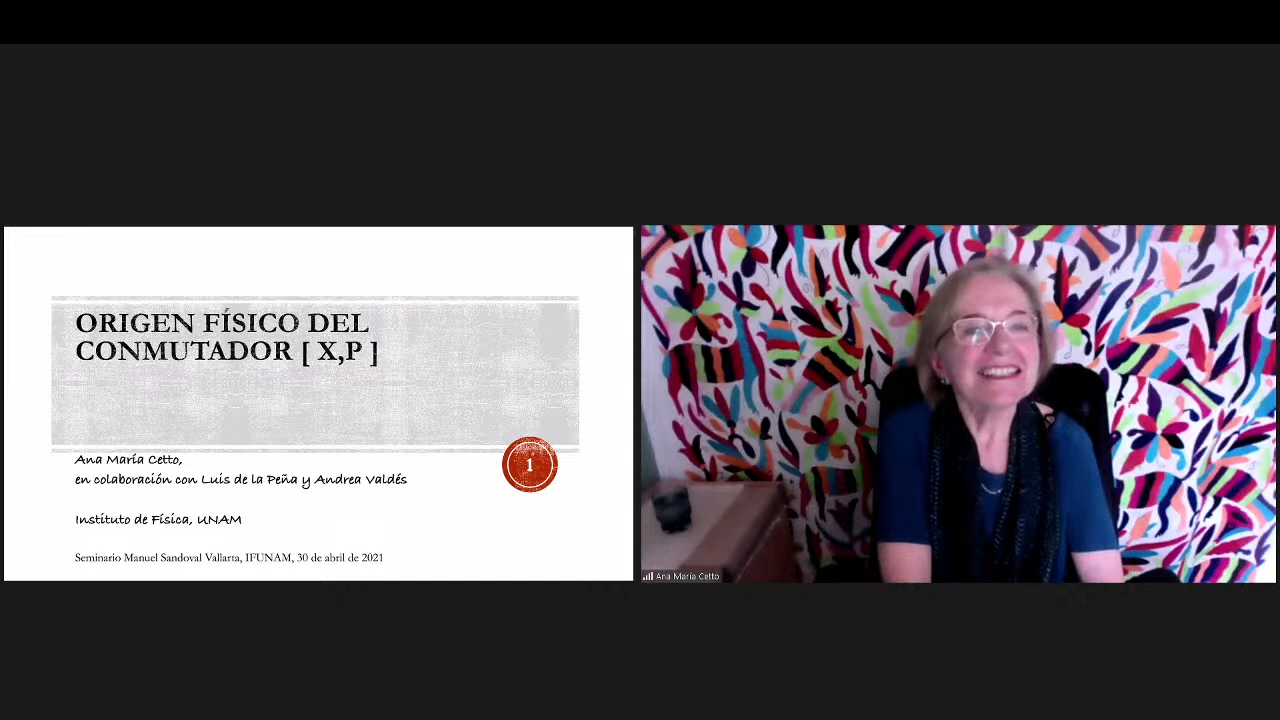 ORIGEN FÍSICO DEL
CONMUTADOR [ X,P ]
Ana María Cetto,
en colaboración con Luis de la Peña y Andrea Valdés
1
Instituto de Física, UNAM
Seminario Manuel Sandoval Vallarta, IFUNAM, 30 de abril de 2021
Ana María Cetto